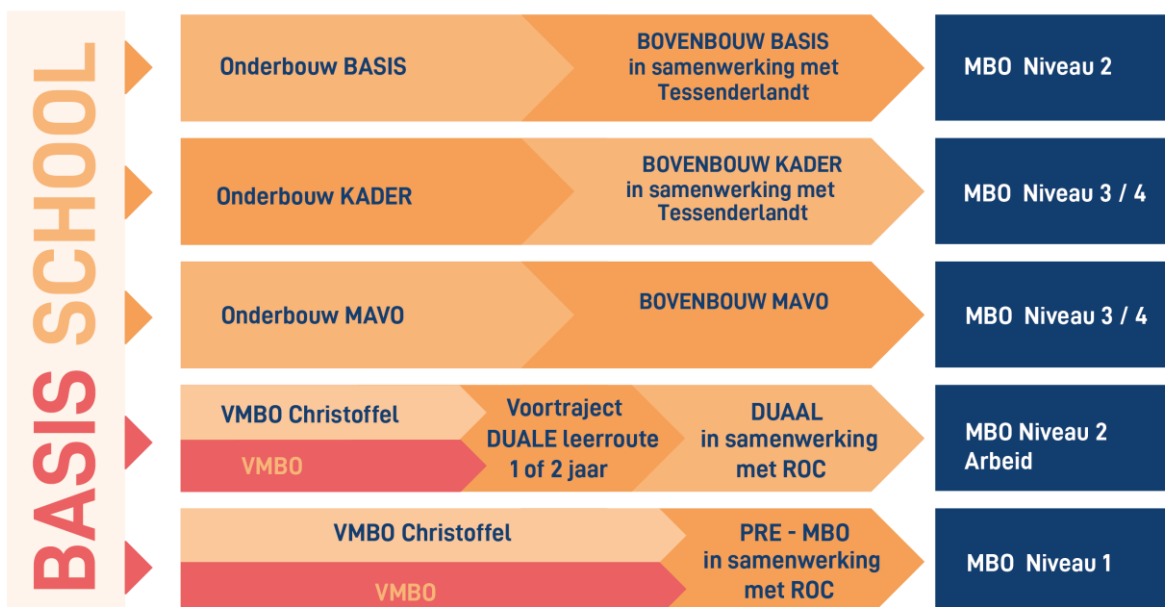 BASIS SCHOOL
Onderbouw BASIS
BOVENBOUW BASIS
in samenwerking met
Tessenderlandt
MBO Niveau 2
Onderbouw KADER
BOVENBOUW KADER
in samenwerking met
Tessenderlandt
MBO Niveau 3 / 4
Onderbouw MAVO
BOVENBOUW MAVO
MBO Niveau 3 / 4
VMBO Christoffel
VMBO
Voortraject
DUALE leerroute
1 of 2 jaar
DUAAL
in samenwerking
met ROC
MBO Niveau 2
Arbeid
VMBO Christoffel
VMBO
PRE - MBO
in samenwerking
met ROC
MBO Niveau 1